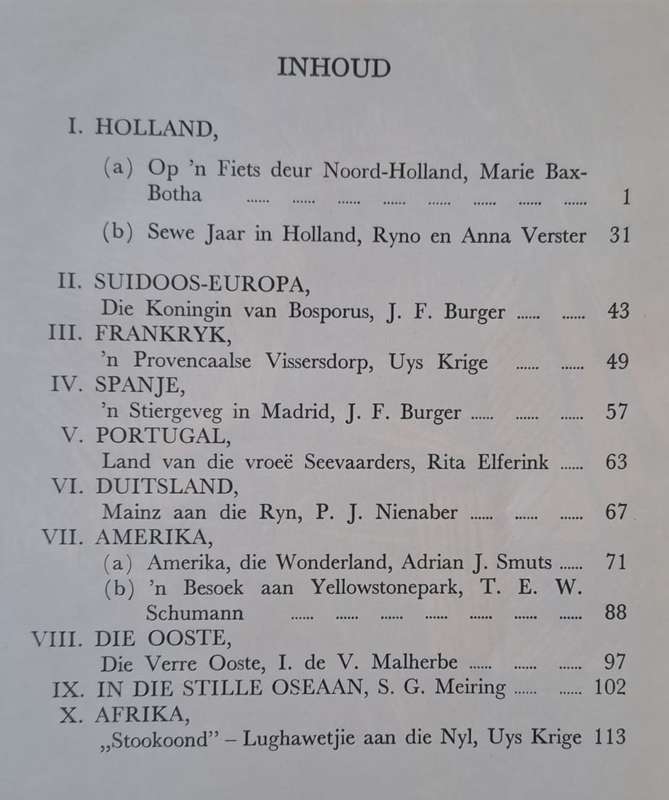 INHOUD
I. HOLLAND,
(a) Op 'n Fiets deur Noord-Holland, Marie Bax-
Botha ...... ...... ...... ...... ...... ...... ...... ...... 1
(b) Sewe Jaar in Holland, Ryno en Anna Verster 31
II. SUIDOOS-EUROPA,
Die Koningin van Bosporus, J. F. Burger ...... ...... 43
III. FRANKRYK,
'n Provencaalse Vissersdorp, Uys Krige ...... ...... 49
IV. SPANJE,
'n Stiergeveg in Madrid, J. F. Burger ...... ...... ...... 57
V. PORTUGAL,
Land van die vroeë Seevaarders, Rita Elferink ...... 63
VI. DUITSLAND,
Mainz aan die Ryn, P. J. Nienaber ...... ...... ...... 67
VII. AMERIKA,
(a) Amerika, die Wonderland, Adrian J. Smuts ...... 71
(b) 'n Besoek aan Yellowstonepark, T. E. W.
Schumann ...... ...... ...... ...... ...... ...... ...... 88
VIII. DIE OOSTE,
Die Verre Ooste, I. de V. Malherbe ...... ...... ...... 97
IX. IN DIE STILLE OSEAAN, S. G. Meiring ...... ...... 102
X. AFRIKA,
„Stookoond" – Lughawetjie aan die Nyl, Uys Krige 113